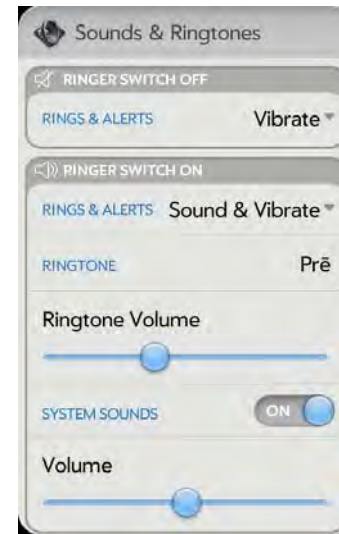 Sounds & Ringtones
RINGER SWITCH OFF
RINGS & ALERTS Vibrate
RINGER SWITCH ON
RINGS & ALERTS Sound & Vibrate
RINGTONE Prē
Ringtone Volume
SYSTEM SOUNDS ON
Volume